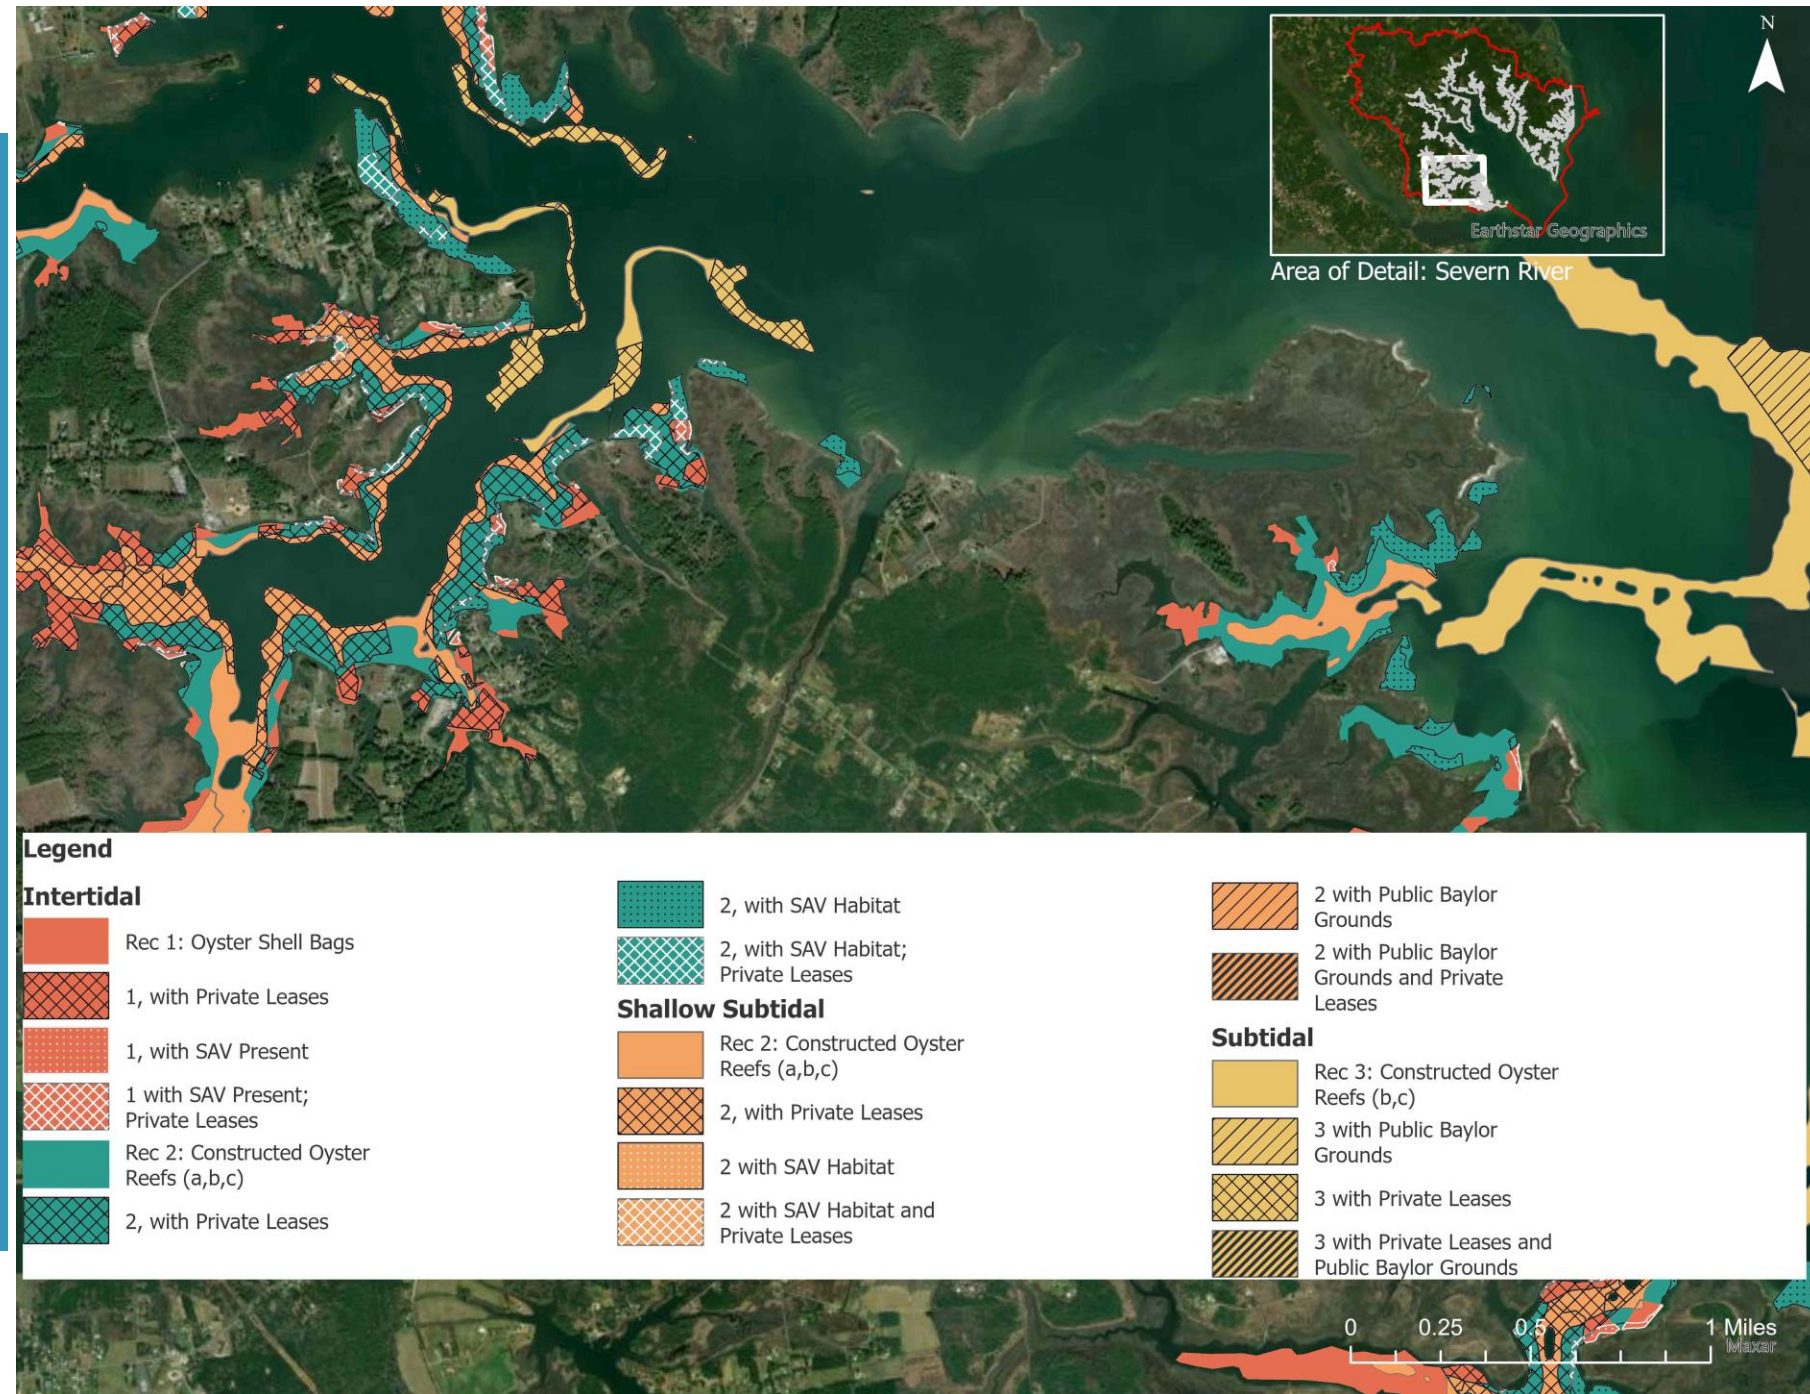 N
Earthstar Geographics
Area of Detail: Severn River
Legend
Intertidal
Rec 1: Oyster Shell Bags
1, with Private Leases
1, with SAV Present
1 with SAV Present;
Private Leases
Rec 2: Constructed Oyster
Reefs (a,b,c)
2, with Private Leases
2, with SAV Habitat
2, with SAV Habitat;
Private Leases
Shallow Subtidal
Rec 2: Constructed Oyster
Reefs (a,b,c)
2, with Private Leases
2 with SAV Habitat
2 with SAV Habitat and
Private Leases
2 with Public Baylor
Grounds
2 with Public Baylor
Grounds and Private
Leases
Subtidal
Rec 3: Constructed Oyster
Reefs (b,c)
3 with Public Baylor
Grounds
3 with Private Leases
3 with Private Leases and
Public Baylor Grounds
0 0.25 0.5 1 Miles
Maxar